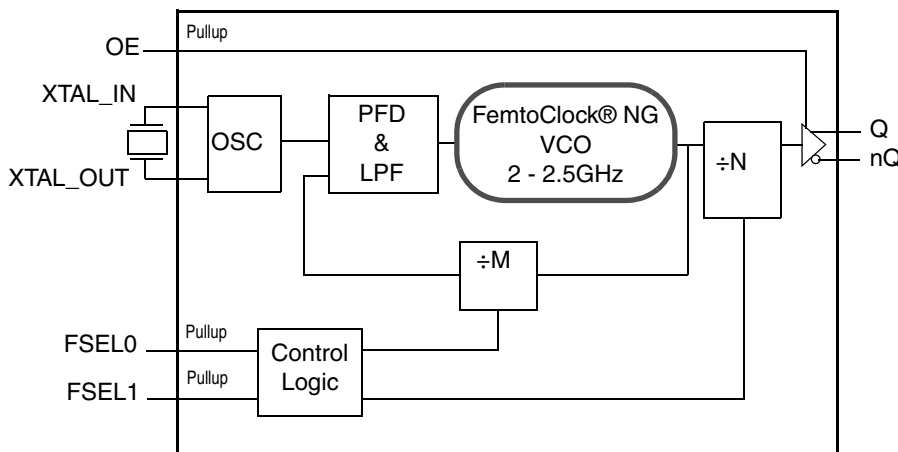 Pullup
OE
XTAL_IN
OSC
XTAL_OUT
PFD
&
LPF
FemtoClock® NG
VCO
2 - 2.5GHz
÷N
Q
nQ
÷M
FSEL0
Pullup
Control
Logic
FSEL1
Pullup